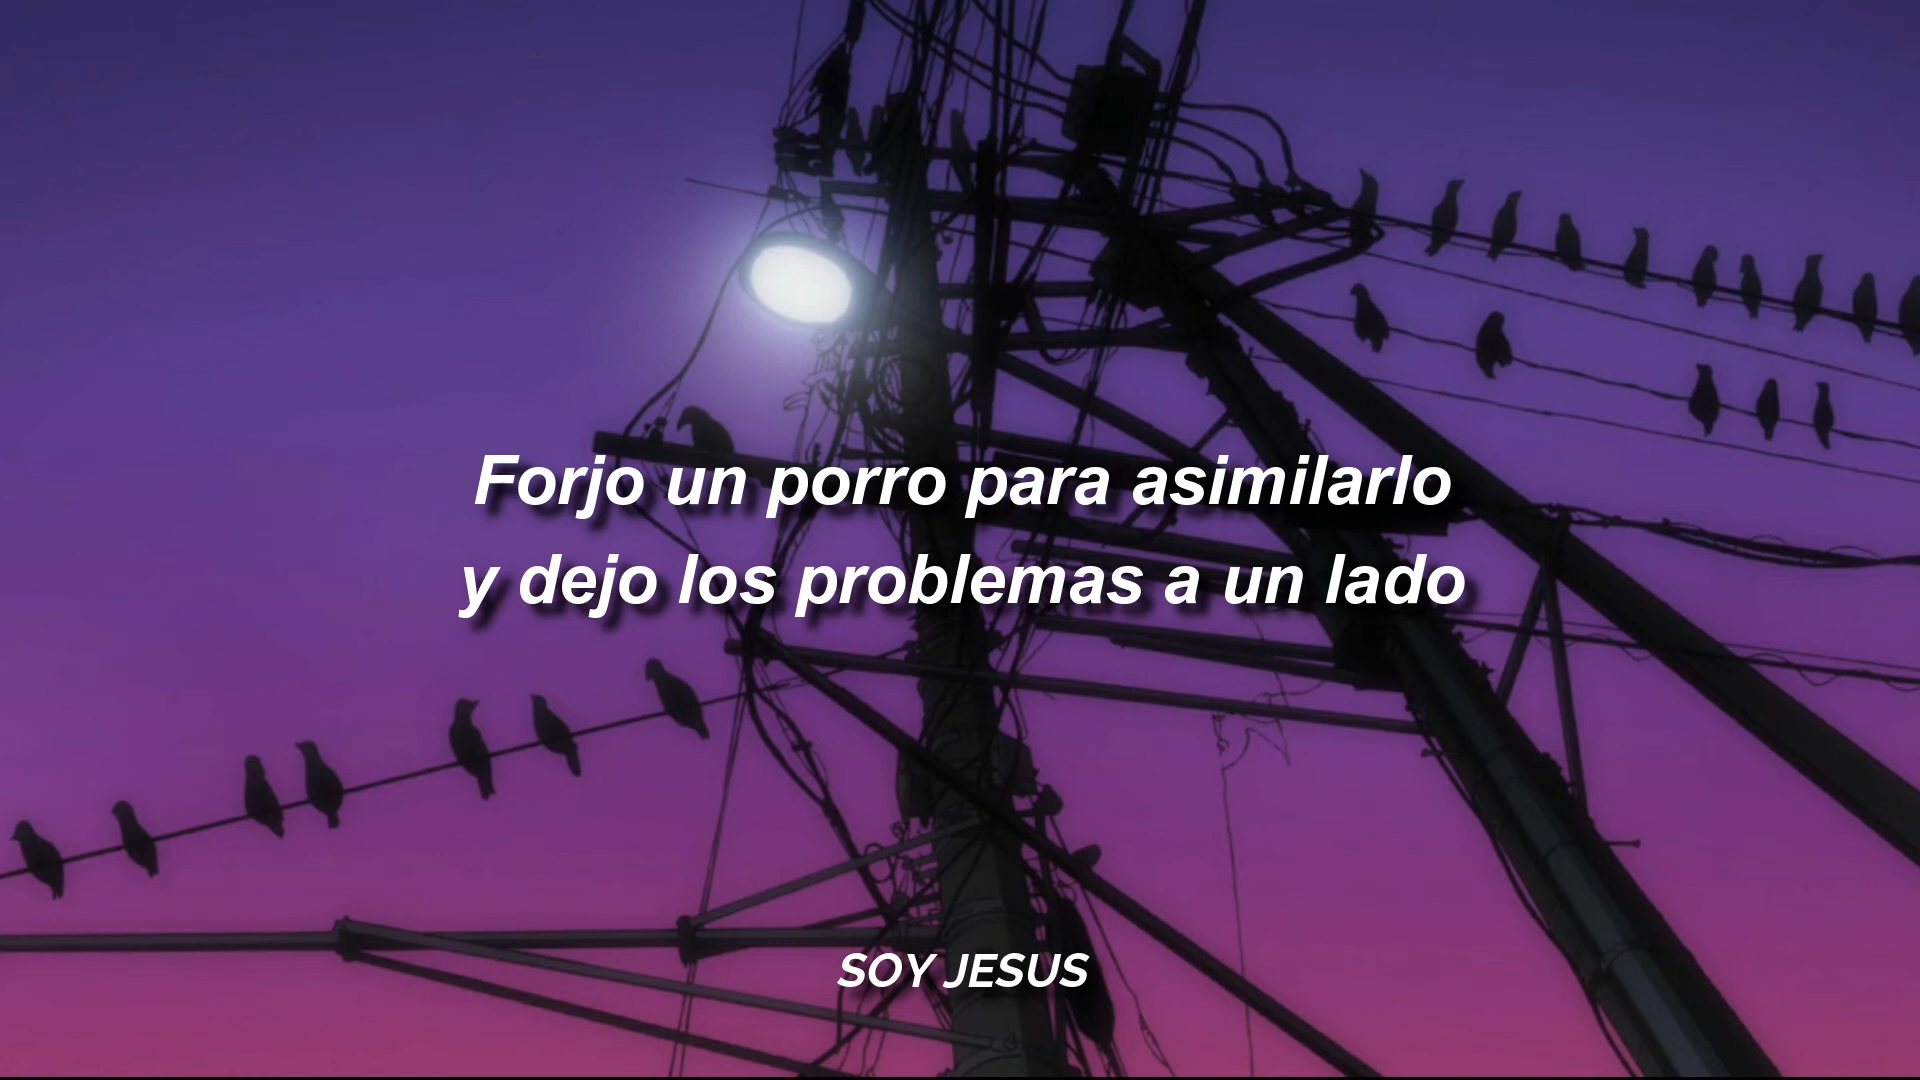 Forjo un porro para asimilarlo
y dejo los problemas a un lado
SOY JESUS